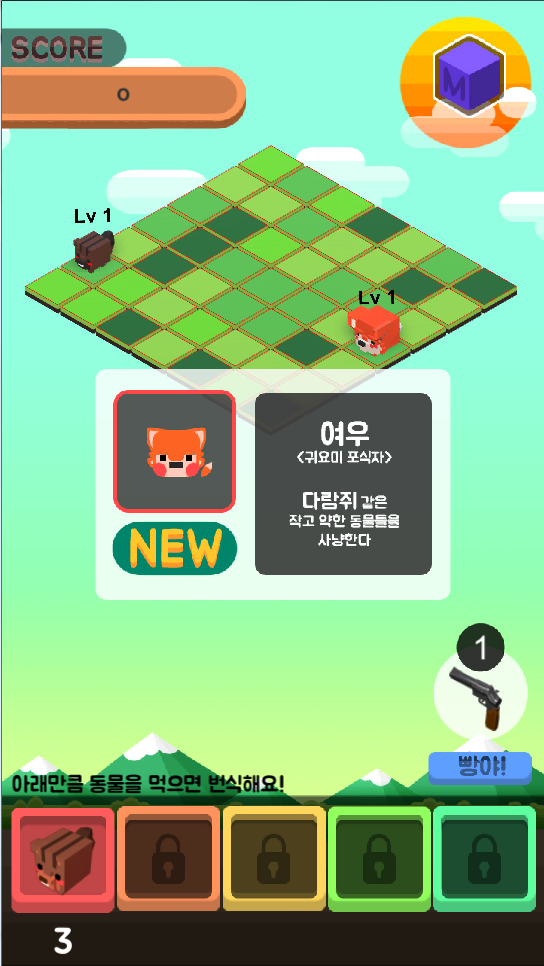 SCORE
0
M
Lv 1
Lv 1
여우
<귀요미 포식자>
다람쥐 같은
작고 약한 동물들을
사냥한다
NEW
1
빵야!
아래만큼 동물을 먹으면 번식해요!
3